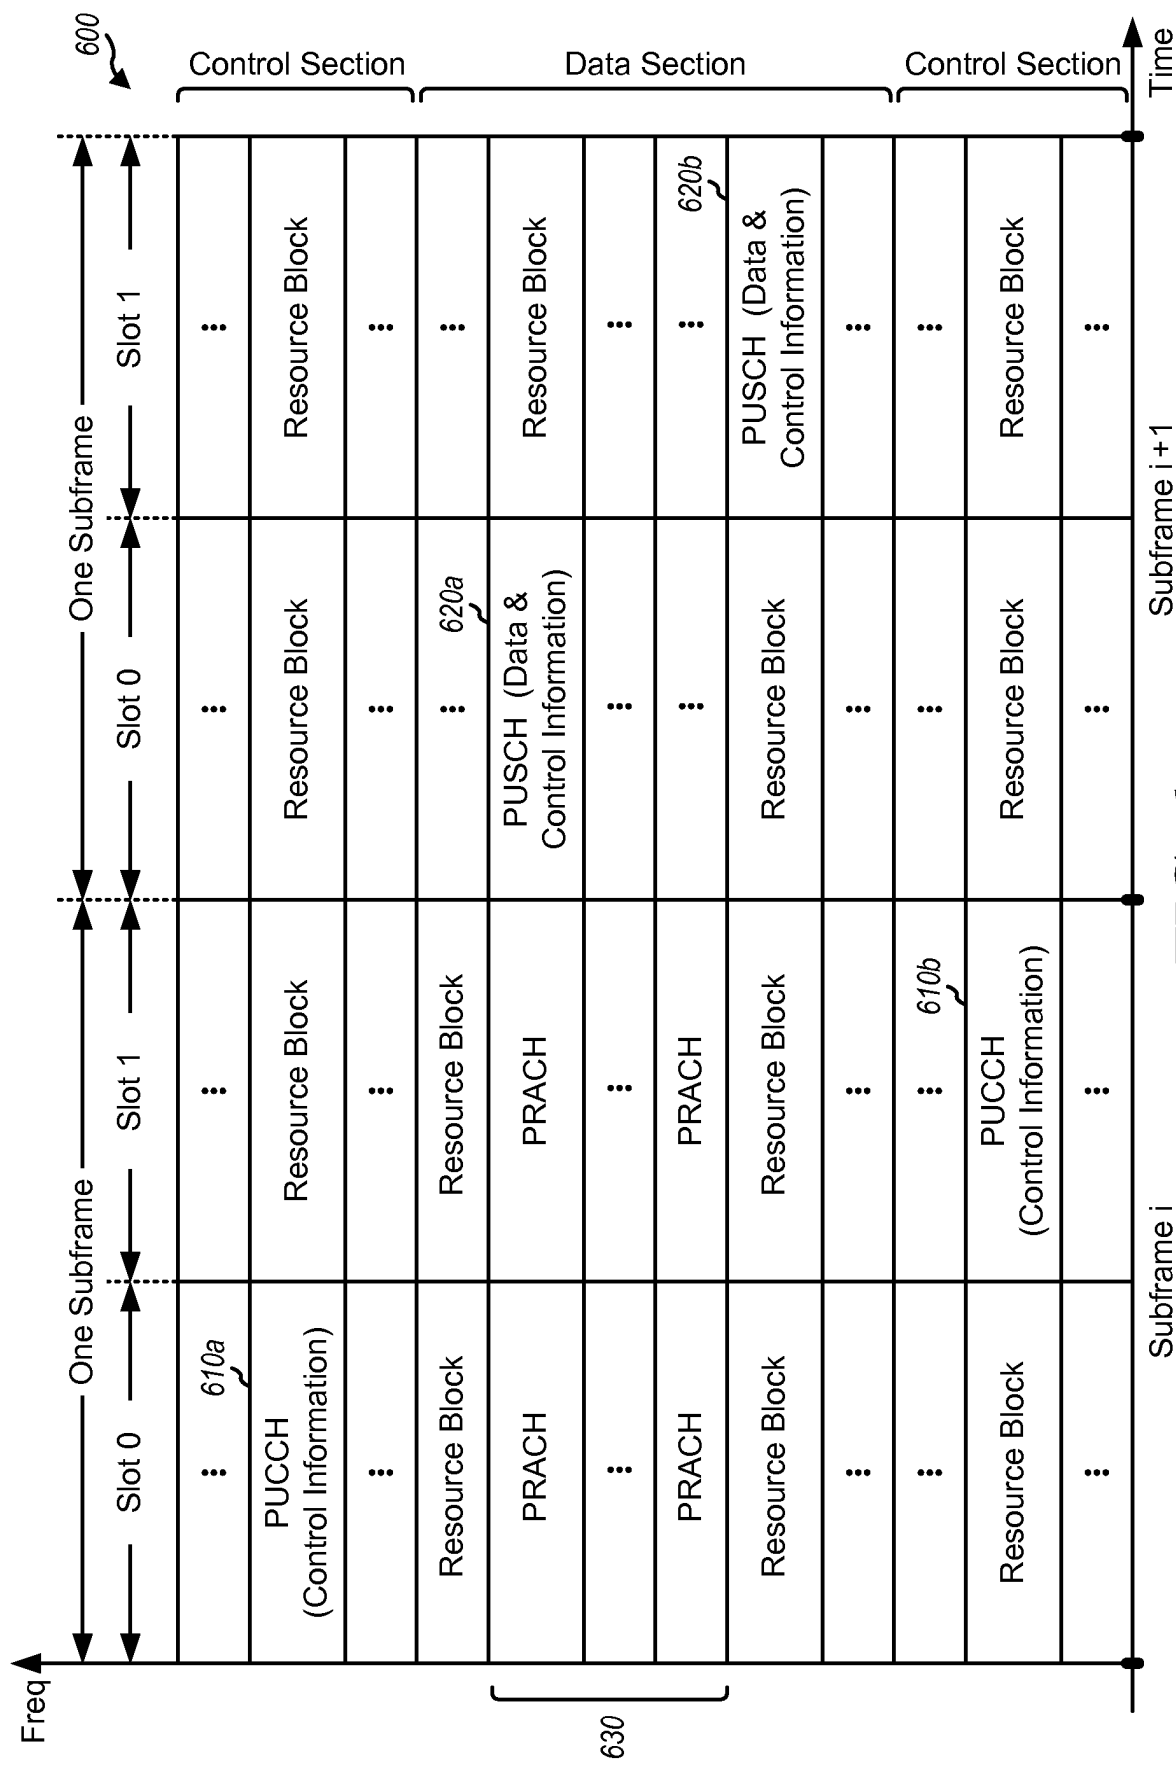 600
Freq
One Subframe
One Subframe
Slot 0
Slot 1
Slot 0
Slot 1
...
...
...
...
Control Section
610a
PUCCH
(Control Information)
Resource Block
Resource Block
Resource Block
...
...
...
...
Resource Block
Resource Block
...
...
Data Section
620a
PRACH
PRACH
PUSCH (Data &
Control Information)
Resource Block
630
...
...
...
...
PRACH
PRACH
...
...
620b
Resource Block
Resource Block
Resource Block
PUSCH (Data &
Control Information)
...
...
...
...
...
...
...
...
Control Section
610b
Resource Block
PUCCH
(Control Information)
Resource Block
Resource Block
...
...
...
...
Subframe i
Subframe i +1
Time